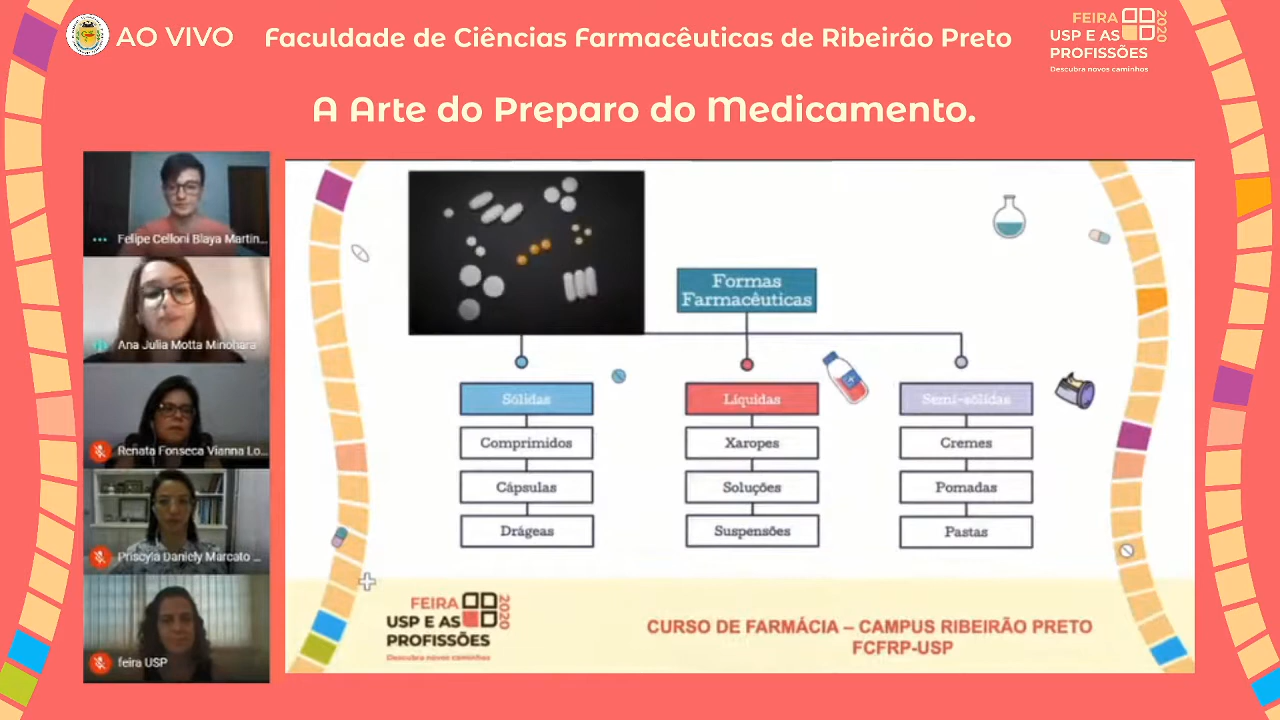 AO VIVO
Faculdade de Ciências Farmacêuticas de Ribeirão Preto
FEIRA
USP E AS
PROFISSÕES
2020
Descubra novos caminhos
A Arte do Preparo do Medicamento.
Felipe Celloni Blaya Martin...
Ana Julia Motta Minohara
Renata Fonseca Vianna Lo...
Priscyla Daniely Marcato ...
feira USP
Formas
Farmacêuticas
Sólidas
Líquidas
Semi-sólidas
Comprimidos
Xaropes
Cremes
Cápsulas
Soluções
Pomadas
Drágeas
Suspensões
Pastas
FEIRA
USP E AS
PROFISSÕES
2020
Descubra novos caminhos
CURSO DE FARMÁCIA – CAMPUS RIBEIRÃO PRETO
FCFRP-USP